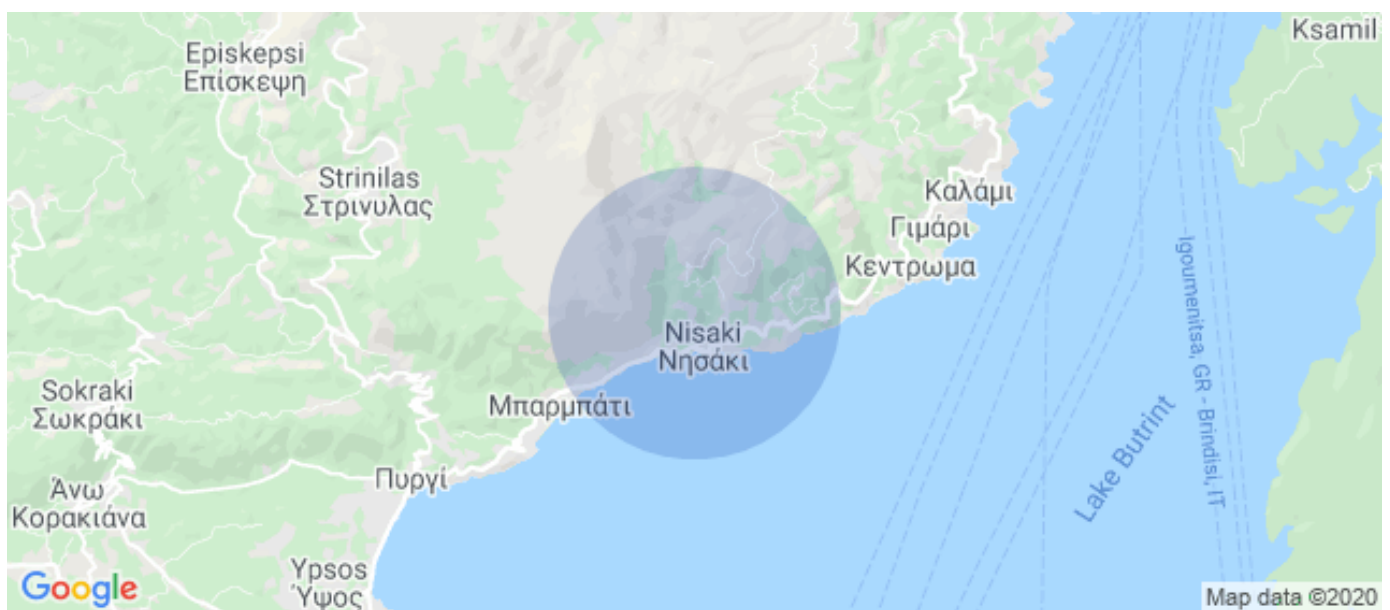 Episkepsi
Επίσκεψη
Ksamil
Strinilas
Στρινυλας
Καλάμι
Γιμάρι
Κεντρωμα
Igoumenitsa, GR - Brindisi, IT
Nisaki
Νησάκι
Sokraki
Σωκράκι
Μπαρμπάτι
Lake Butrint
Πυργί
Άνω
Κορακιάνα
Ypsos
Ύψος
Google
Map data ©2020